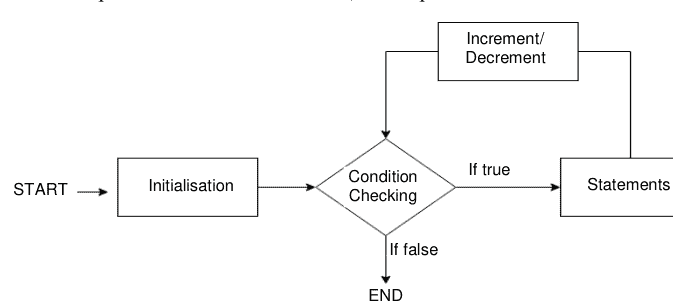 Increment/
Decrement
START
Initialisation
Condition
Checking
If true
Statements
If false
END